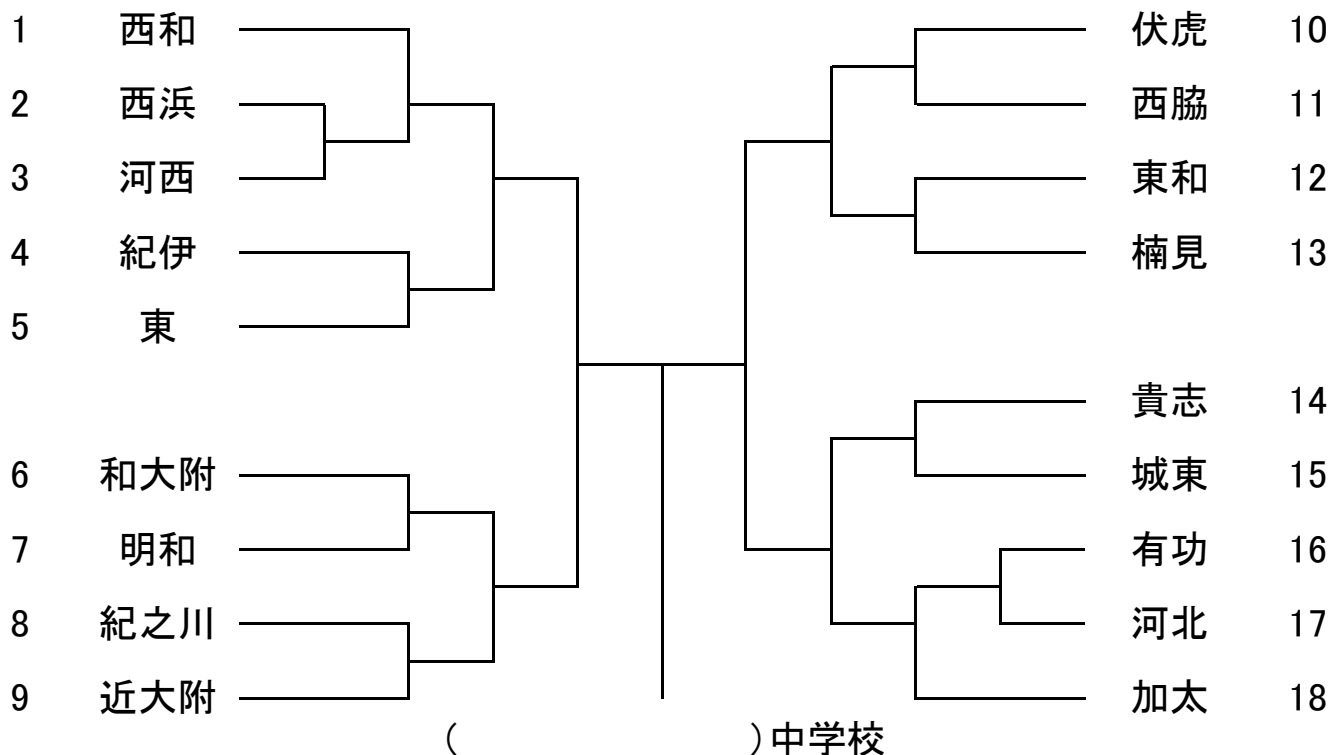 1 西和
2 西浜
3 河西
4 紀伊
5 東
6 和大附
7 明和
8 紀之川
9 近大附
伏虎 10
西脇 11
東和 12
楠見 13
貴志 14
城東 15
有功 16
河北 17
加太 18
( )中学校